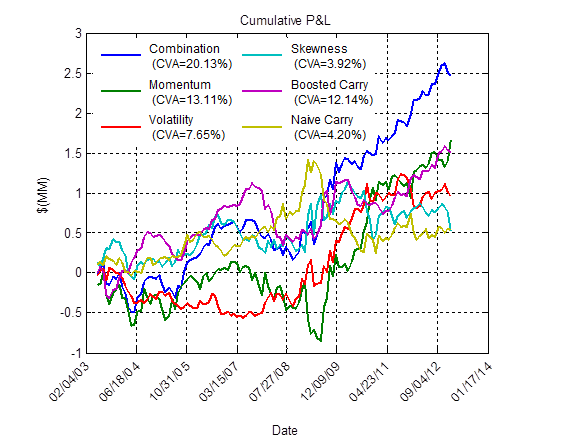 Cumulative P&L
3
2.5
2
1.5
1
0.5
0
-0.5
-1
$(MM)
Combination
(CVA=20.13%)
Momentum
(CVA=13.11%)
Volatility
(CVA=7.65%)
Skewness
(CVA=3.92%)
Boosted Carry
(CVA=12.14%)
Naive Carry
(CVA=4.20%)
02/04/03
06/18/04
10/31/05
03/15/07
07/27/08
12/09/09
04/23/11
09/04/12
01/17/14
Date